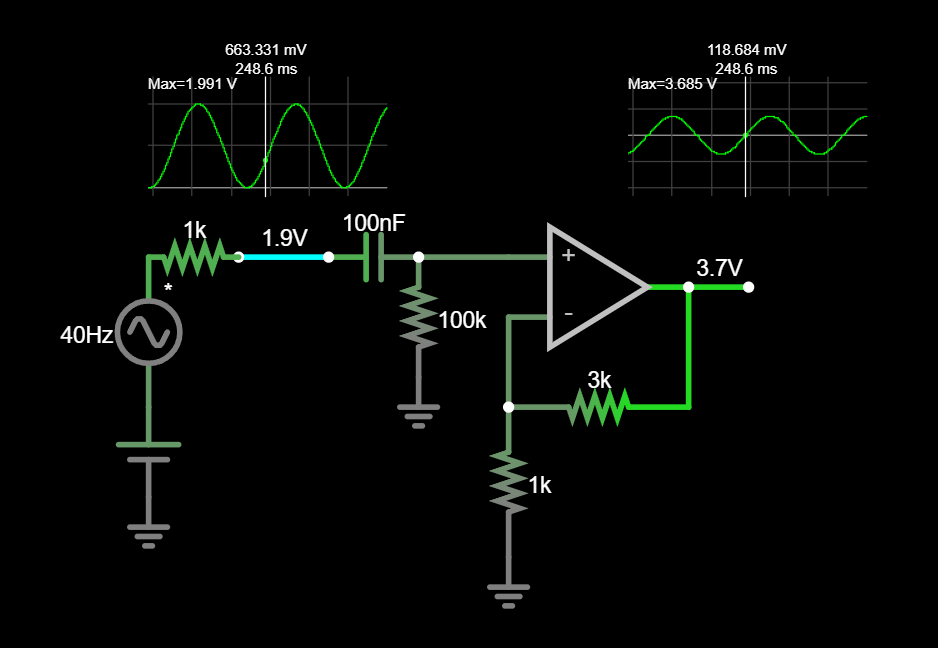 663.331 mV
248.6 ms
Max=1.991 V
118.684 mV
248.6 ms
Max=3.685 V
1k
1.9V
100nF
*
40Hz
100k
+
-
3.7V
3k
1k